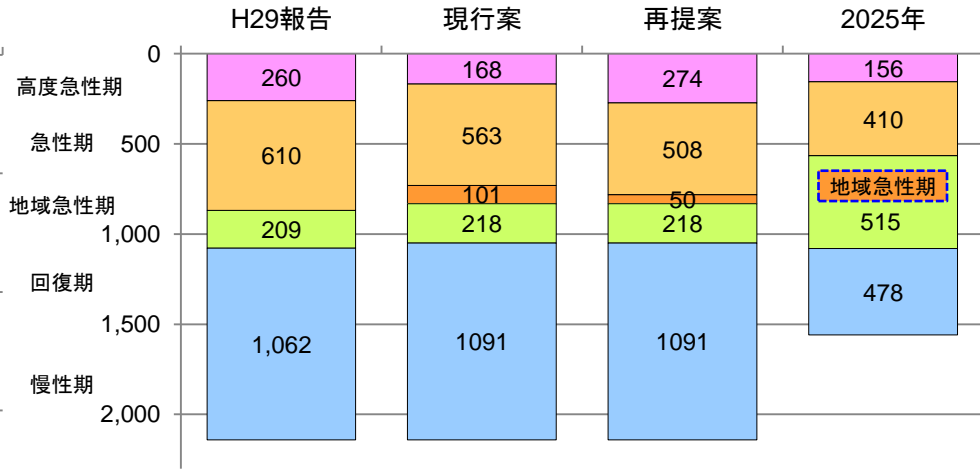 H29報告 現行案 再提案 2025年
0
高度急性期 260 168 274 156
急性期 500 610 563 508 410
地域急性期 101 50 地域急性期
1,000 209 218 218 515
回復期 478
1,500 1,062 1091 1091
慢性期
2,000